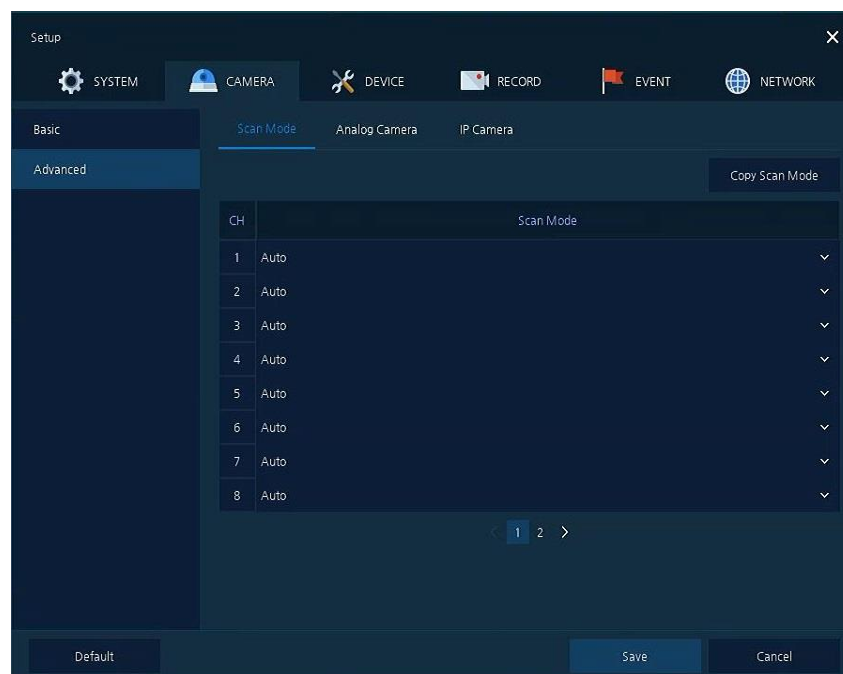 Setup
SYSTEM CAMERA DEVICE RECORD EVENT NETWORK
Basic
Advanced
Scan Mode Analog Camera IP Camera
Copy Scan Mode
CH Scan Mode
1 Auto
2 Auto
3 Auto
4 Auto
5 Auto
6 Auto
7 Auto
8 Auto
1 2
Default Save Cancel